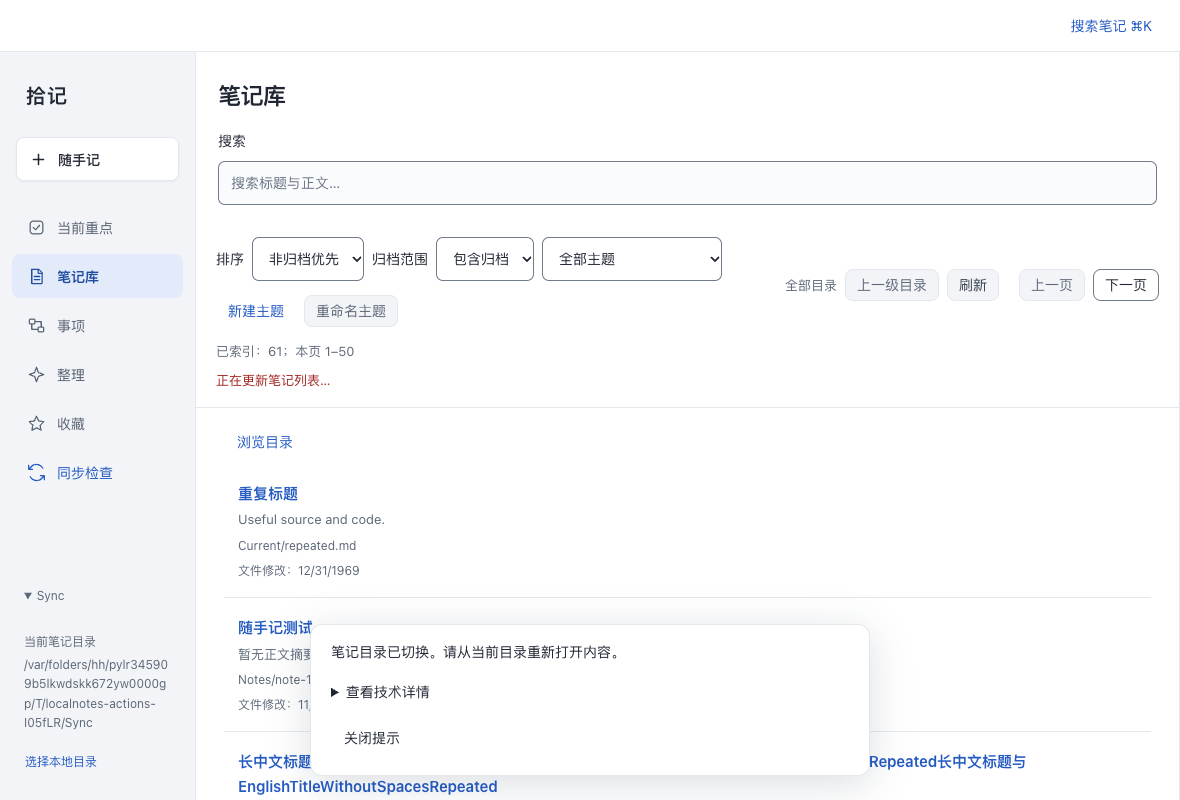 搜索笔记 ⌘K
拾记
随手记
当前重点
笔记库
事项
整理
收藏
同步检查
Sync
当前笔记目录
/var/folders/hh/pylr34590
9b5lkwdskk672yw0000g
p/T/localnotes-actions-
I05fLR/Sync
选择本地目录
笔记库
搜索
搜索标题与正文...
排序 非归档优先 归档范围 包含归档 全部主题
全部目录 上一级目录 刷新 上一页 下一页
新建主题 重命名主题
已索引：61；本页 1–50
正在更新笔记列表...
浏览目录
重复标题
Useful source and code.
Current/repeated.md
文件修改：12/31/1969
随手记测试
暂无正文摘要
Notes/note-1
文件修改：11/
笔记目录已切换。请从当前目录重新打开内容。
查看技术详情
关闭提示
长中文标题 Repeated长中文标题与
EnglishTitleWithoutSpacesRepeated